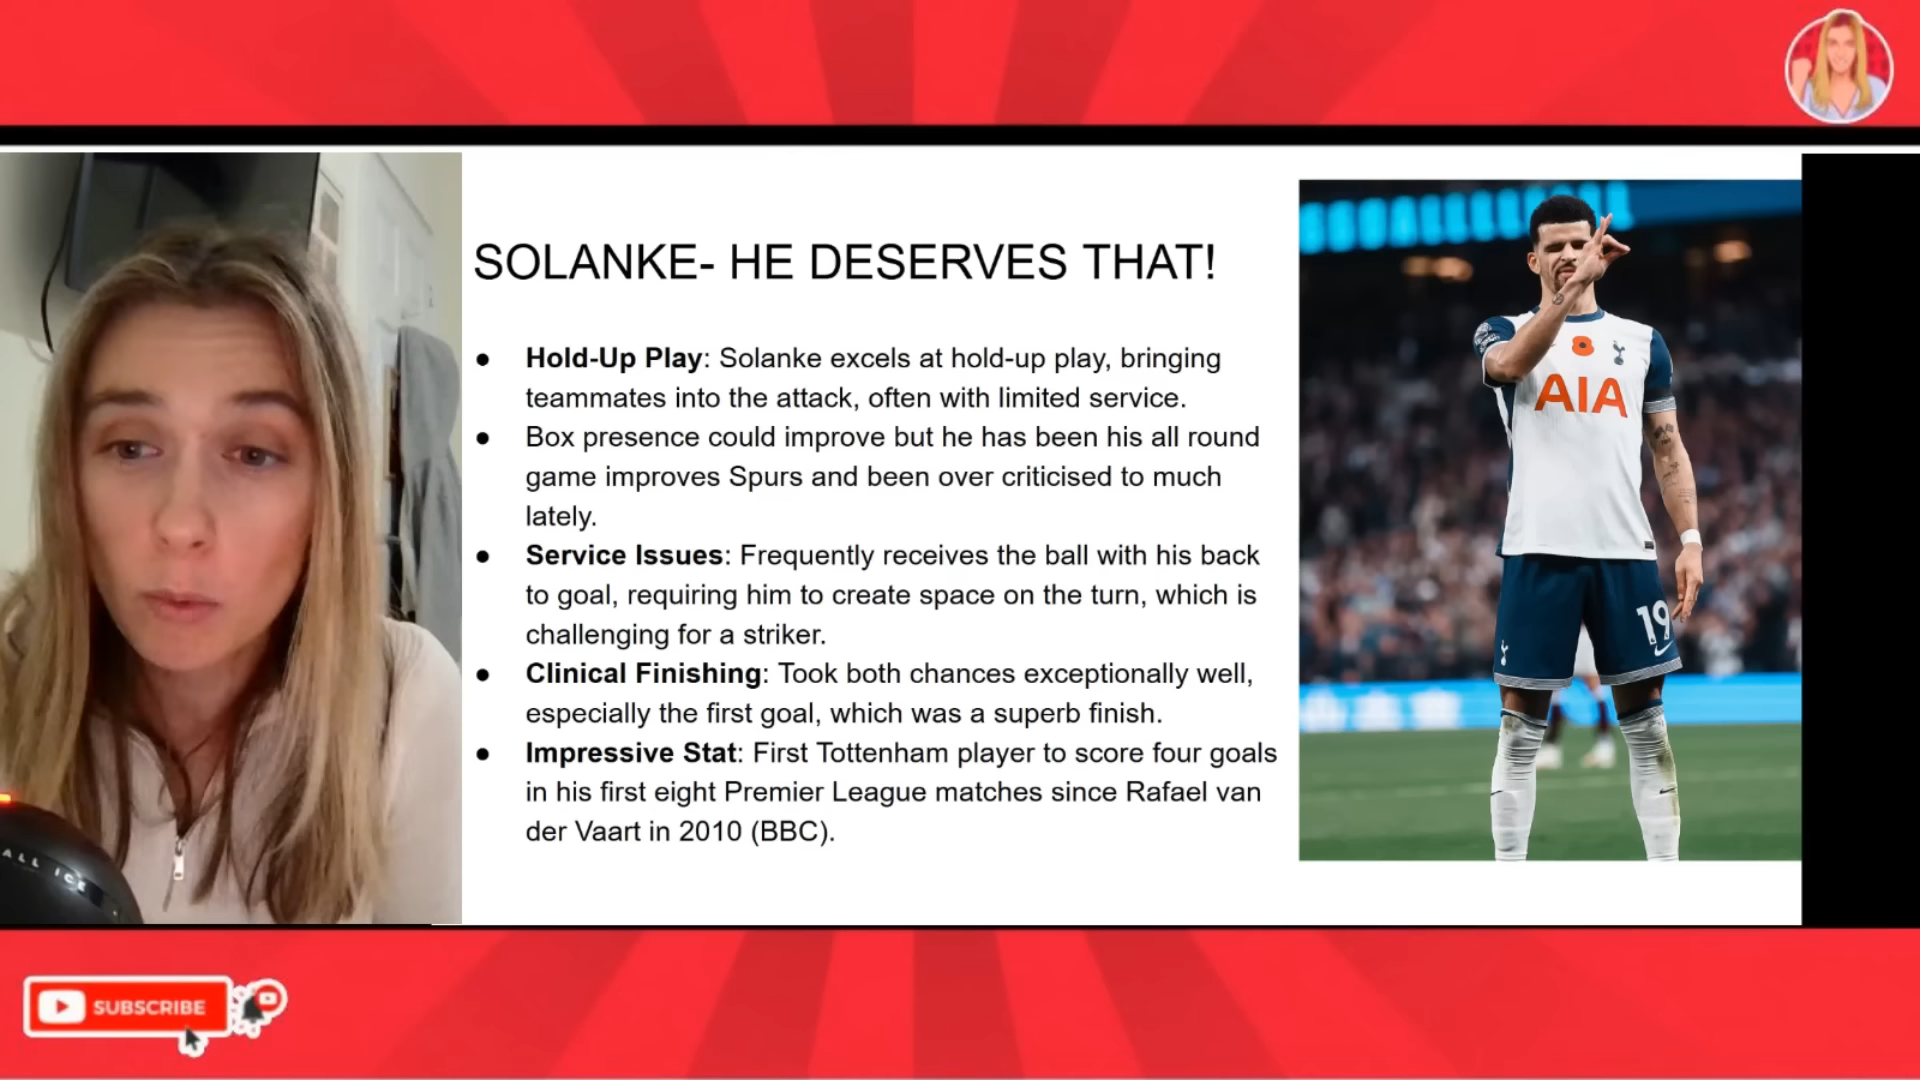 SOLANKE- HE DESERVES THAT!
● Hold-Up Play: Solanke excels at hold-up play, bringing
teammates into the attack, often with limited service.
● Box presence could improve but he has been his all round
game improves Spurs and been over criticised to much
lately.
● Service Issues: Frequently receives the ball with his back
to goal, requiring him to create space on the turn, which is
challenging for a striker.
● Clinical Finishing: Took both chances exceptionally well,
especially the first goal, which was a superb finish.
● Impressive Stat: First Tottenham player to score four goals
in his first eight Premier League matches since Rafael van
der Vaart in 2010 (BBC).
AIA
19
ALL ICE
SUBSCRIBE